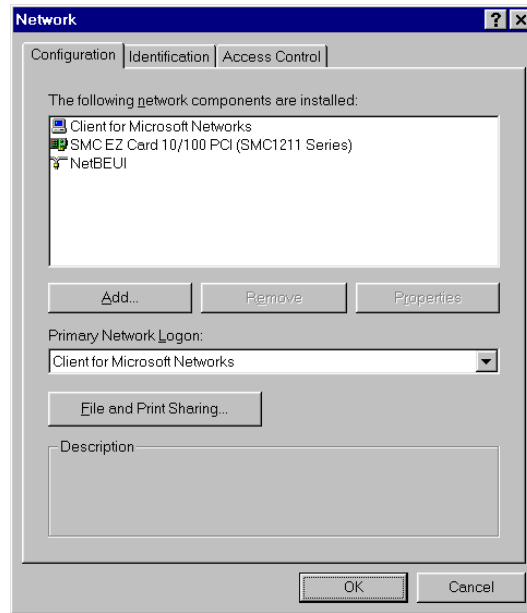 Network
Configuration Identification Access Control
The following network components are installed:
Client for Microsoft Networks
SMC EZ Card 10/100 PCI (SMC1211 Series)
NetBEUI
Add... Remove Properties
Primary Network Logon:
Client for Microsoft Networks
File and Print Sharing...
Description
OK Cancel